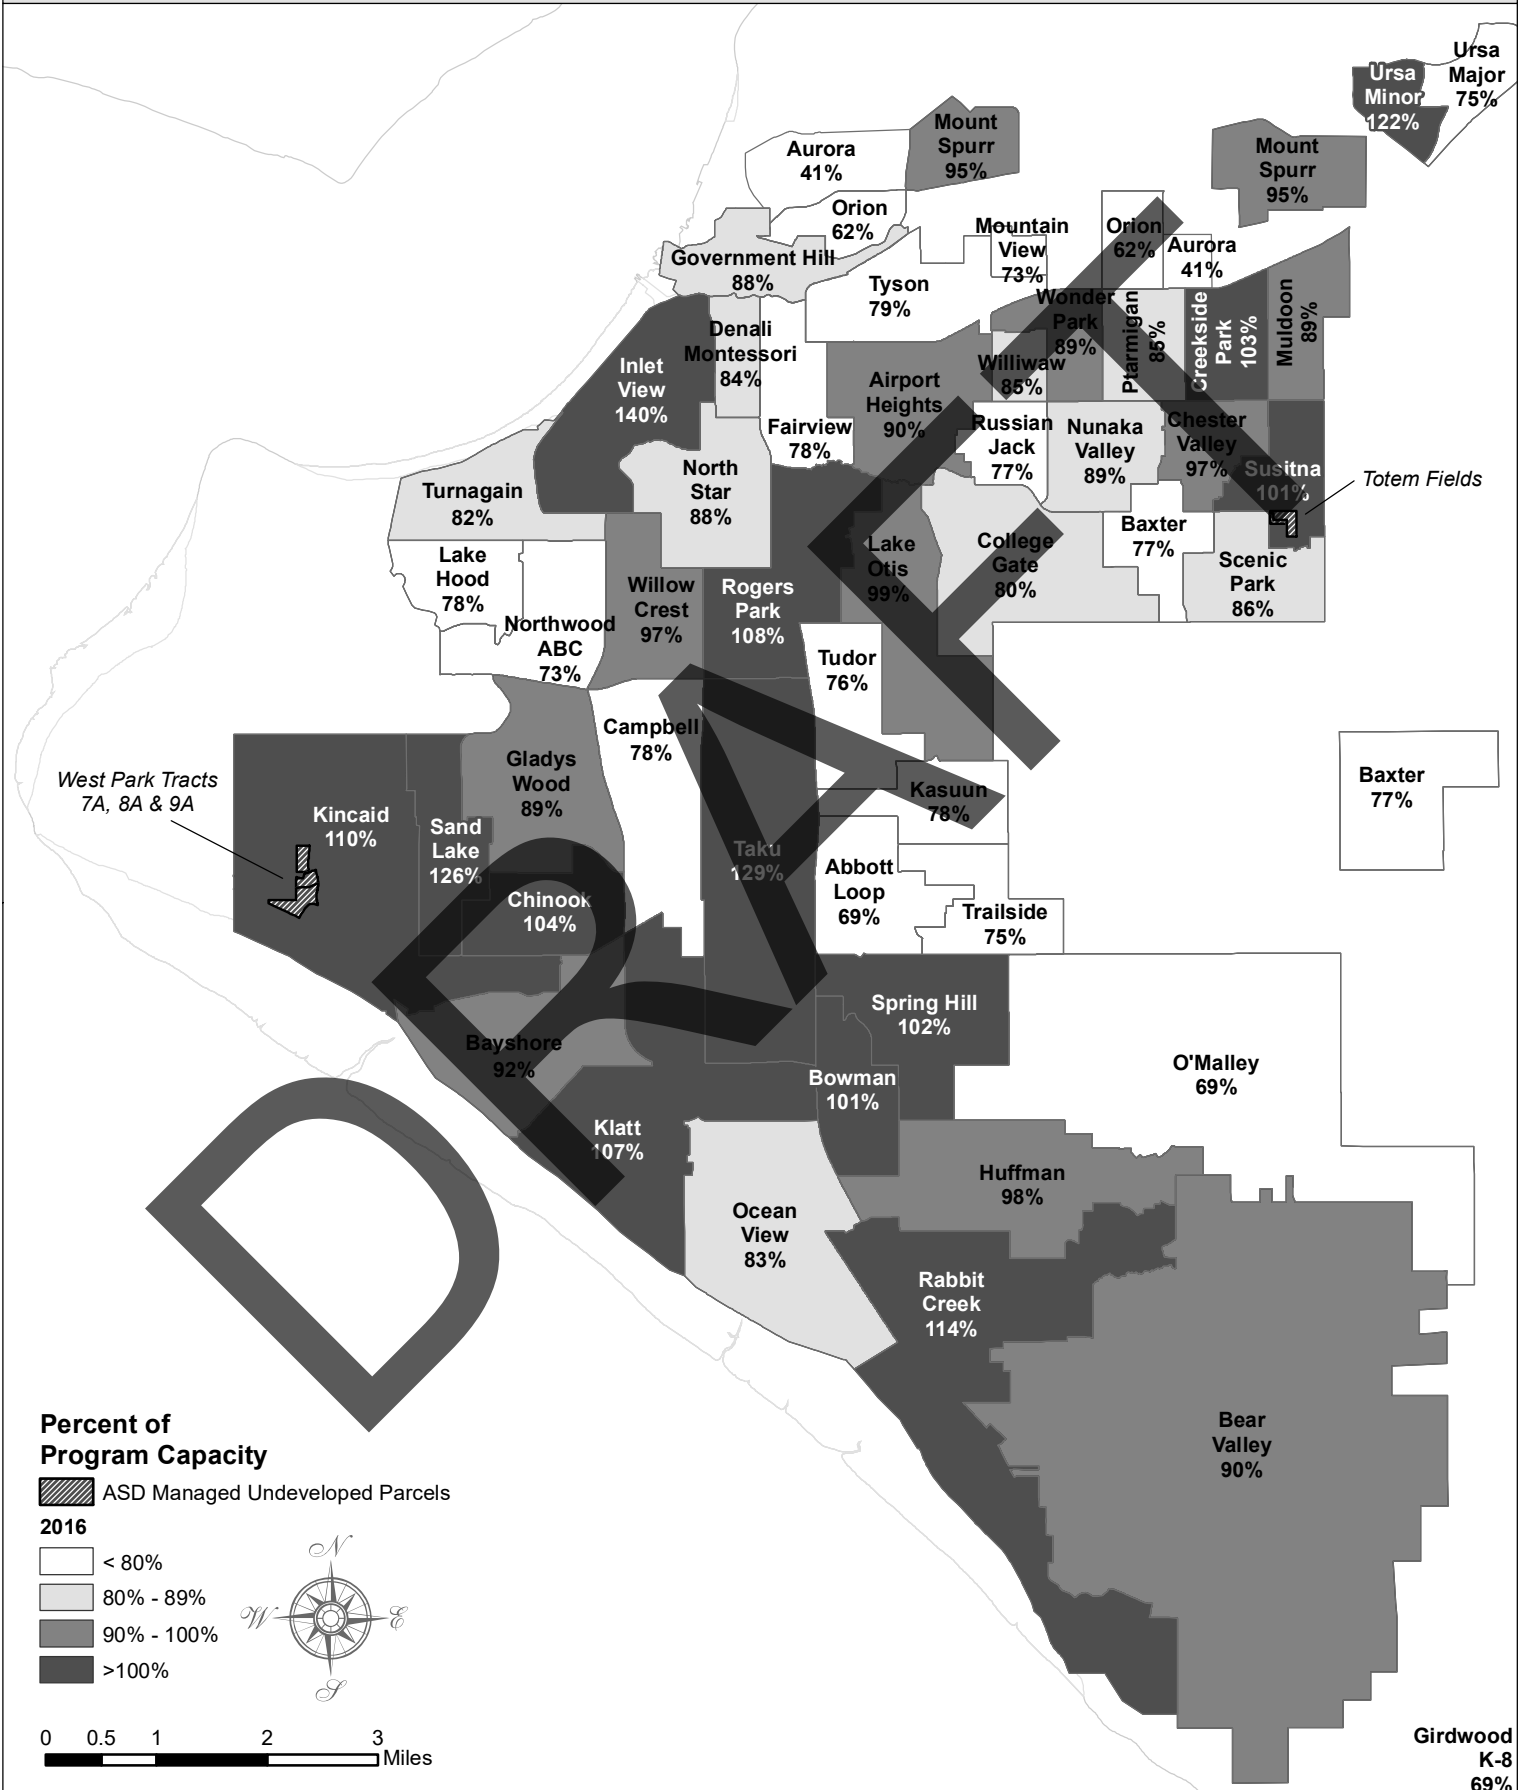 Ursa
Major
75%
Ursa
Minor
122%
Mount
Spurr
95%
Aurora
41%
Mount
Spurr
95%
Orion
62%
Mountain
View
73%
Orion
62%
Aurora
41%
Government Hill
88%
Tyson
79%
Wonder
Park
89%
Ptarmigan
85%
Creekside
Park
103%
Muldoon
89%
Denali
Montessori
84%
Inlet
View
140%
Williwaw
85%
Airport
Heights
90%
Fairview
78%
Russian
Jack
77%
Nunaka
Valley
89%
Chester
Valley
97%
Susitna
101%
Totem Fields
North
Star
88%
Turnagain
82%
Baxter
77%
Lake
Hood
78%
Lake
Otis
99%
College
Gate
80%
Scenic
Park
86%
Willow
Crest
97%
Rogers
Park
108%
Northwood
ABC
73%
Tudor
76%
Campbell
78%
Gladys
Wood
89%
West Park Tracts
7A, 8A & 9A
Kincaid
110%
Sand
Lake
126%
Kasuun
78%
Baxter
77%
Taku
129%
Abbott
Loop
69%
Chinook
104%
Trailside
75%
Spring Hill
102%
Bayshore
92%
O'Malley
69%
Bowman
101%
Klatt
107%
Huffman
98%
Ocean
View
83%
Rabbit
Creek
114%
Bear
Valley
90%
DRAFT
Percent of
Program Capacity
ASD Managed Undeveloped Parcels
2016
< 80%
80% - 89%
90% - 100%
>100%
N
W
E
S
0 0.5 1 2 3
Miles
Girdwood
K-8
69%